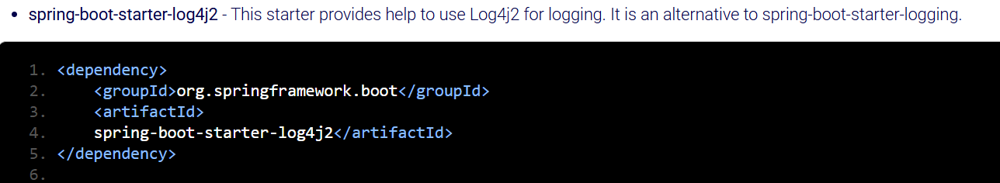 • spring-boot-starter-log4j2 - This starter provides help to use Log4j2 for logging. It is an alternative to spring-boot-starter-logging.
1. <dependency>
2.     <groupId>org.springframework.boot</groupId>
3.     <artifactId>
4.     spring-boot-starter-log4j2</artifactId>
5. </dependency>
6.